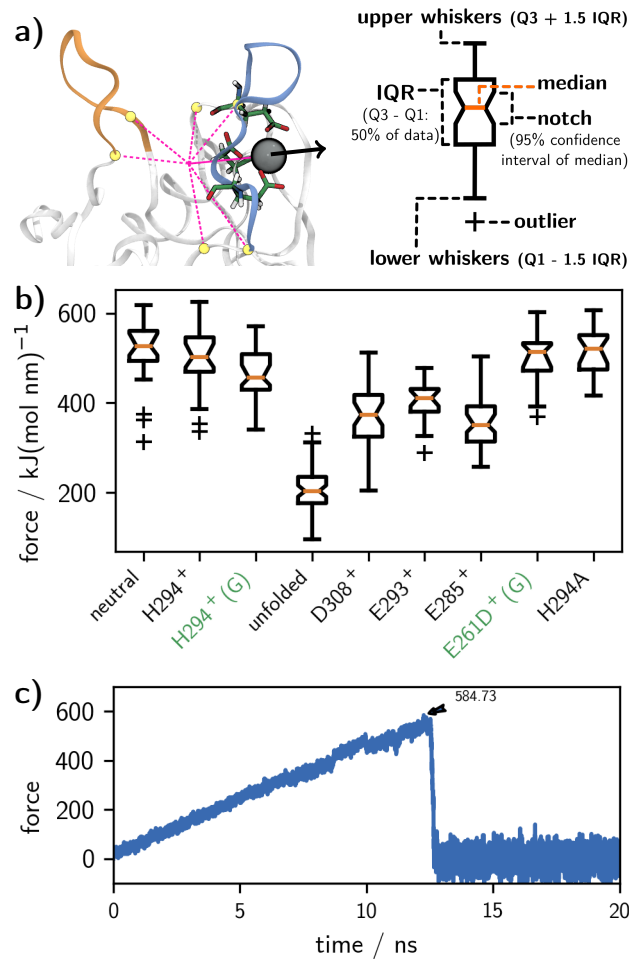 a)
upper whiskers (Q3 + 1.5 IQR)
IQR
(Q3 - Q1:
50% of data)
median
notch
(95% confidence
interval of median)
outlier
lower whiskers (Q1 - 1.5 IQR)
b)
force / kJ(mol nm)⁻¹
600
400
200
neutral
H294⁺
H294⁺ (G)
unfolded
D308⁺
E293⁺
E285⁺
E261D⁺ (G)
H294A
c)
force
600
400
200
0
584.73
0
5
10
15
20
time / ns